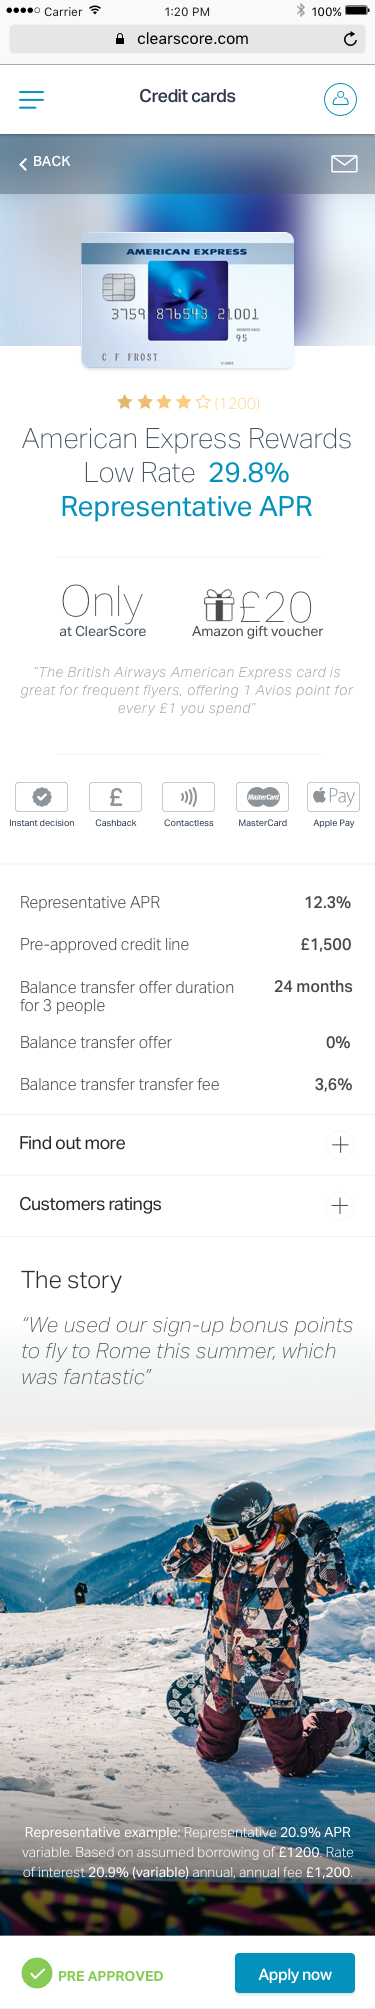 Carrier 1:20 PM 100%
clearscore.com
Credit cards
BACK
AMERICAN EXPRESS
3759 876543 21001
95
C F FROST
(1200)
American Express Rewards
Low Rate 29.8%
Representative APR
Only £20
at ClearScore Amazon gift voucher
“The British Airways American Express card is
great for frequent flyers, offering 1 Avios point for
every £1 you spend”
£ MasterCard Pay
Instant decision Cashback Contactless MasterCard Apple Pay
Representative APR 12.3%
Pre-approved credit line £1,500
Balance transfer offer duration 24 months
for 3 people
Balance transfer offer 0%
Balance transfer transfer fee 3,6%
Find out more
Customers ratings
The story
“We used our sign-up bonus points
to fly to Rome this summer, which
was fantastic”
Representative example: Representative 20.9% APR
variable. Based on assumed borrowing of £1200. Rate
of interest 20.9% (variable) annual, annual fee £1,200.
PRE APPROVED Apply now